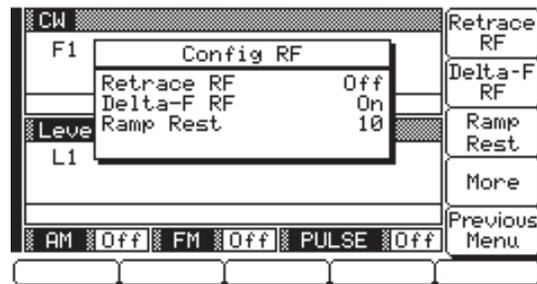 CW
F1
Config RF
Retrace RF Off
Delta-F RF On
Ramp Rest 10
Leve
L1
AM Off FM Off PULSE Off
Retrace
RF
Delta-F
RF
Ramp
Rest
More
Previous
Menu